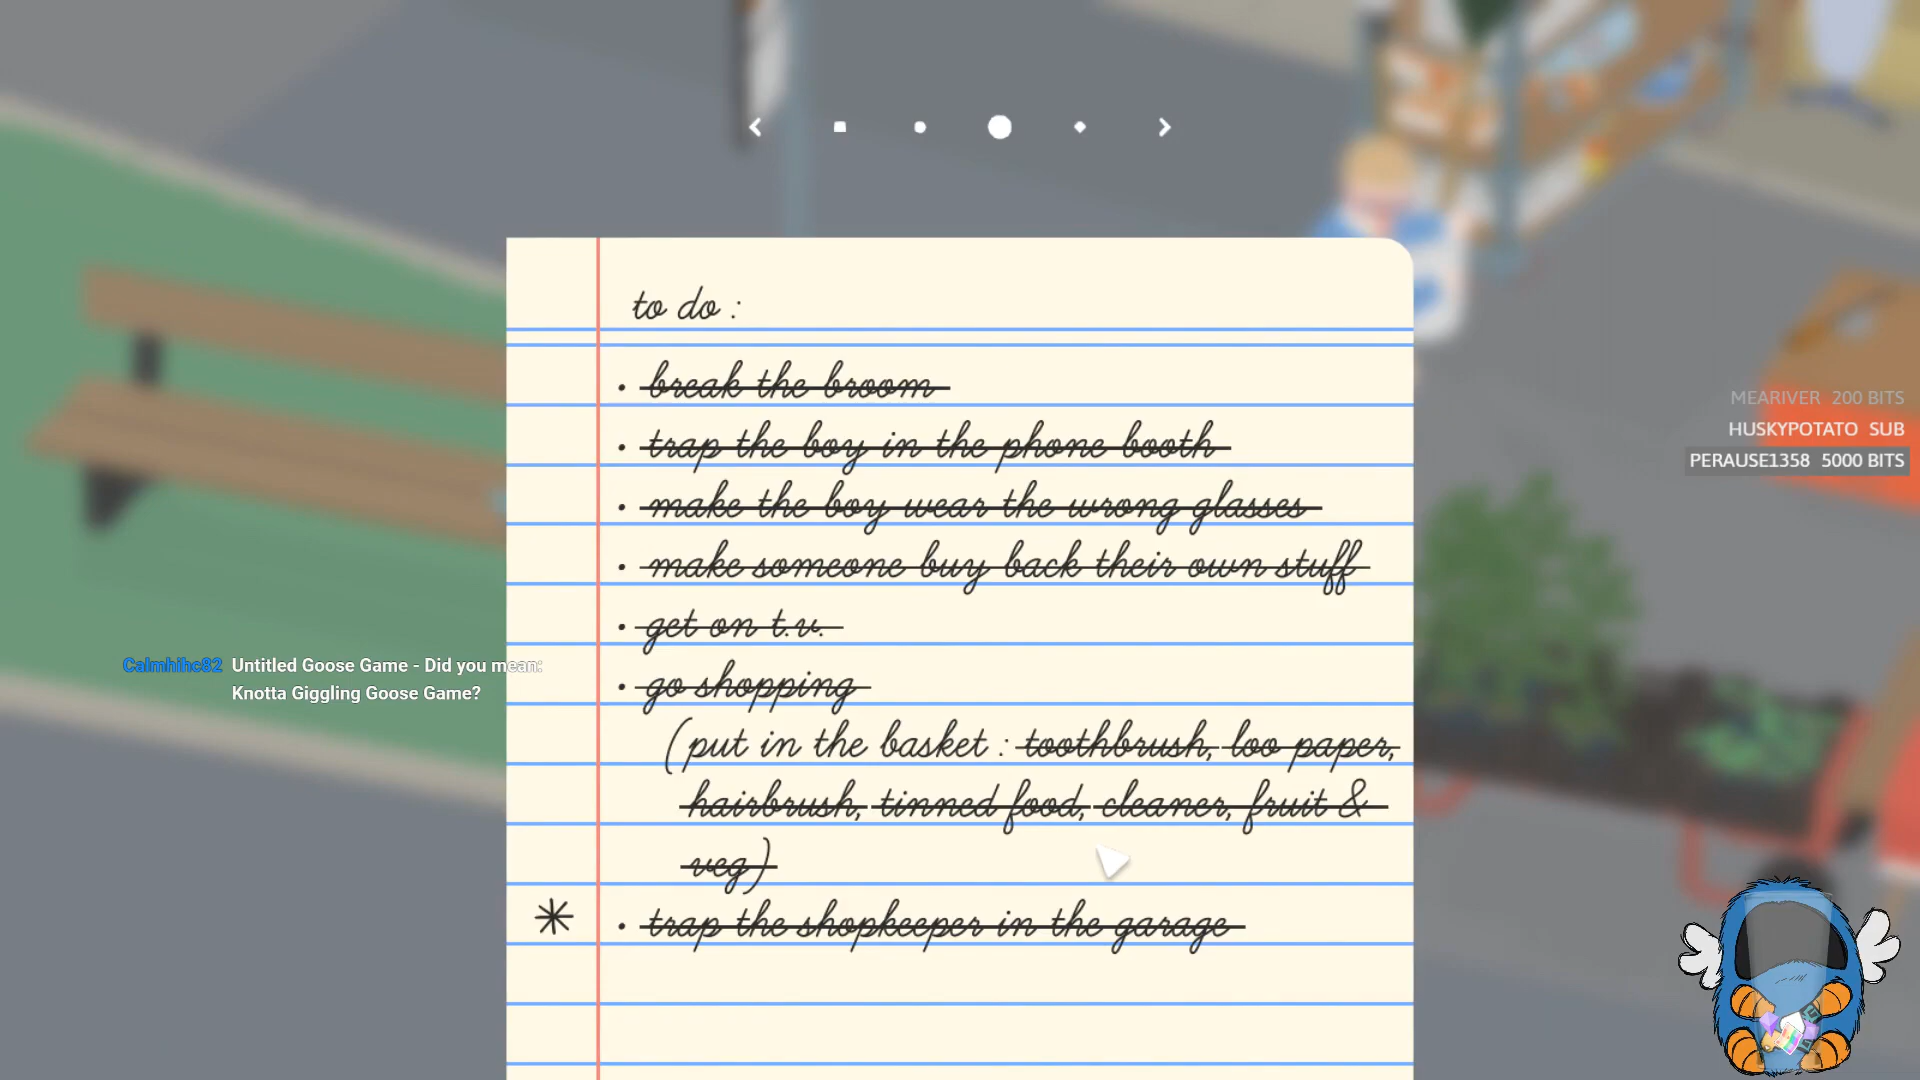 to do :
• break the broom
• trap the boy in the phone booth
• make the boy wear the wrong glasses
• make someone buy back their own stuff
• get on t.v.
• go shopping
(put in the basket : toothbrush, loo paper,
hairbrush, tinned food, cleaner, fruit &
veg)
• trap the shopkeeper in the garage
Calmhihc82 Untitled Goose Game - Did you mean:
Knotta Giggling Goose Game?
MEARIVER 200 BITS
HUSKYPOTATO SUB
PERAUSE1358 5000 BITS